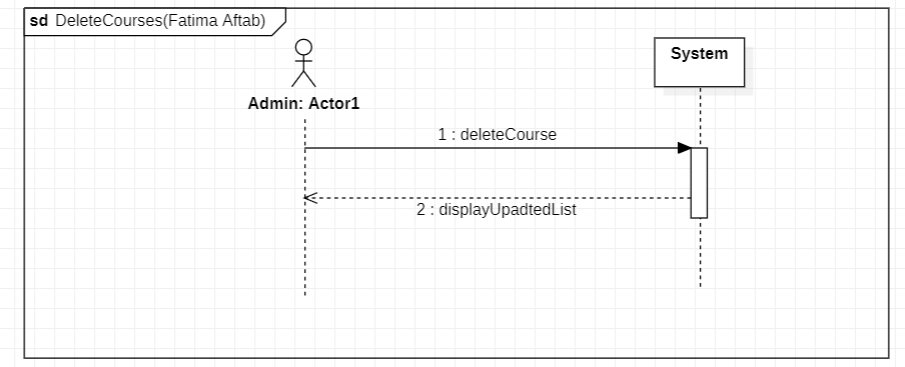 sd DeleteCourses(Fatima Aftab)
System
Admin: Actor1
1 : deleteCourse
2 : displayUpadtedList